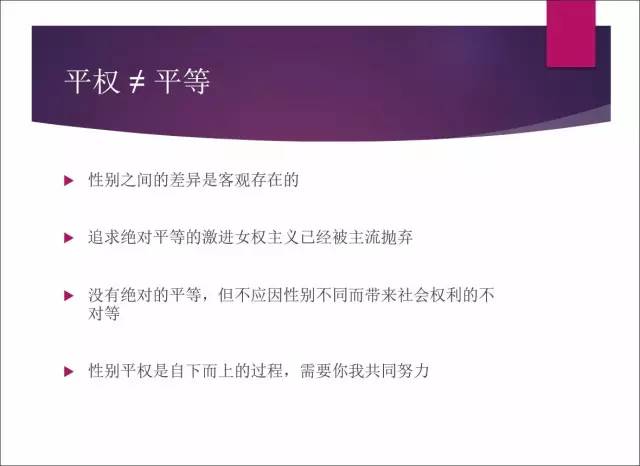 平权 ≠ 平等
性别之间的差异是客观存在的
追求绝对平等的激进女权主义已经被主流抛弃
没有绝对的平等，但不应因性别不同而带来社会权利的不
对等
性别平权是自下而上的过程，需要你我共同努力